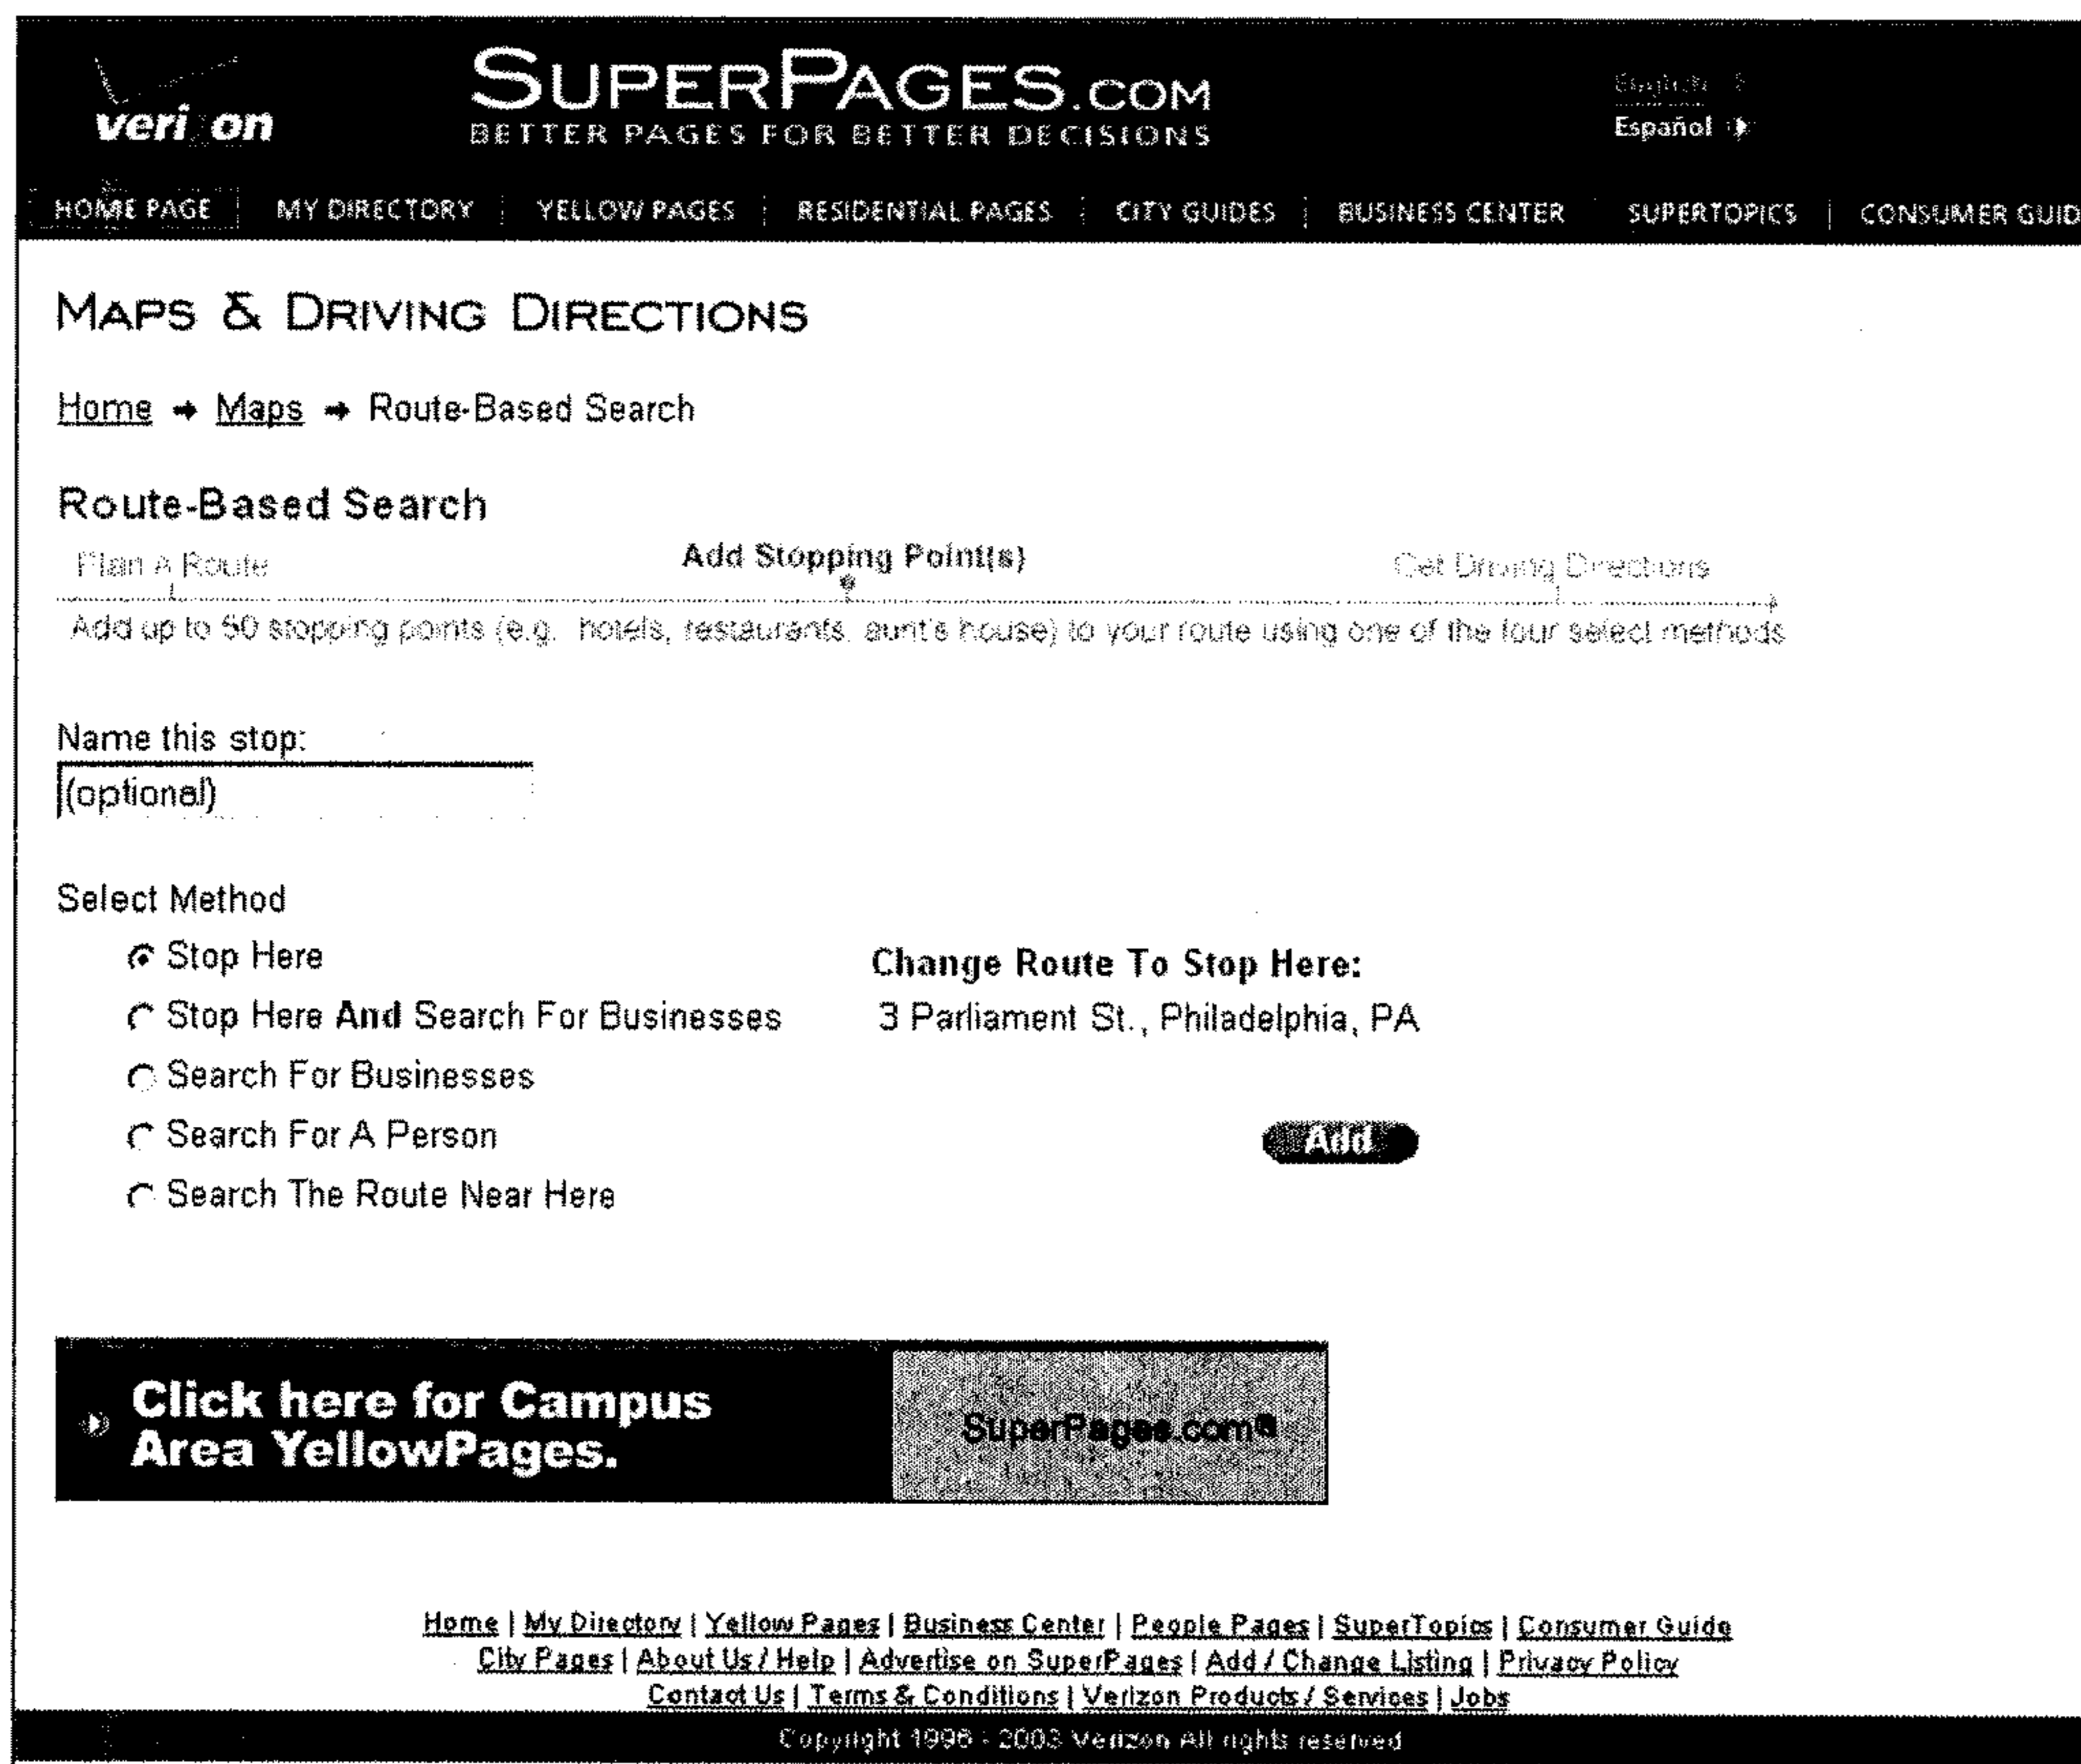 verizon
SUPERPAGES.COM
BETTER PAGES FOR BETTER DECISIONS
English
Español
HOME PAGE | MY DIRECTORY | YELLOW PAGES | RESIDENTIAL PAGES | CITY GUIDES | BUSINESS CENTER | SUPERTOPICS | CONSUMER GUID
MAPS & DRIVING DIRECTIONS
Home → Maps → Route-Based Search
Route-Based Search
Plan A Route Add Stopping Point(s) Get Driving Directions
Add up to 50 stopping points (e.g. hotels, restaurants, aunt's house) to your route using one of the four select methods
Name this stop:
(optional)
Select Method
Stop Here
Stop Here And Search For Businesses
Search For Businesses
Search For A Person
Search The Route Near Here
Change Route To Stop Here:
3 Parliament St., Philadelphia, PA
Add
Click here for Campus
Area YellowPages.
SuperPages.com
Home | My Directory | Yellow Pages | Business Center | People Pages | SuperTopics | Consumer Guide
City Pages | About Us / Help | Advertise on SuperPages | Add / Change Listing | Privacy Policy
Contact Us | Terms & Conditions | Verizon Products / Services | Jobs
Copyright 1996 - 2003 Verizon All rights reserved